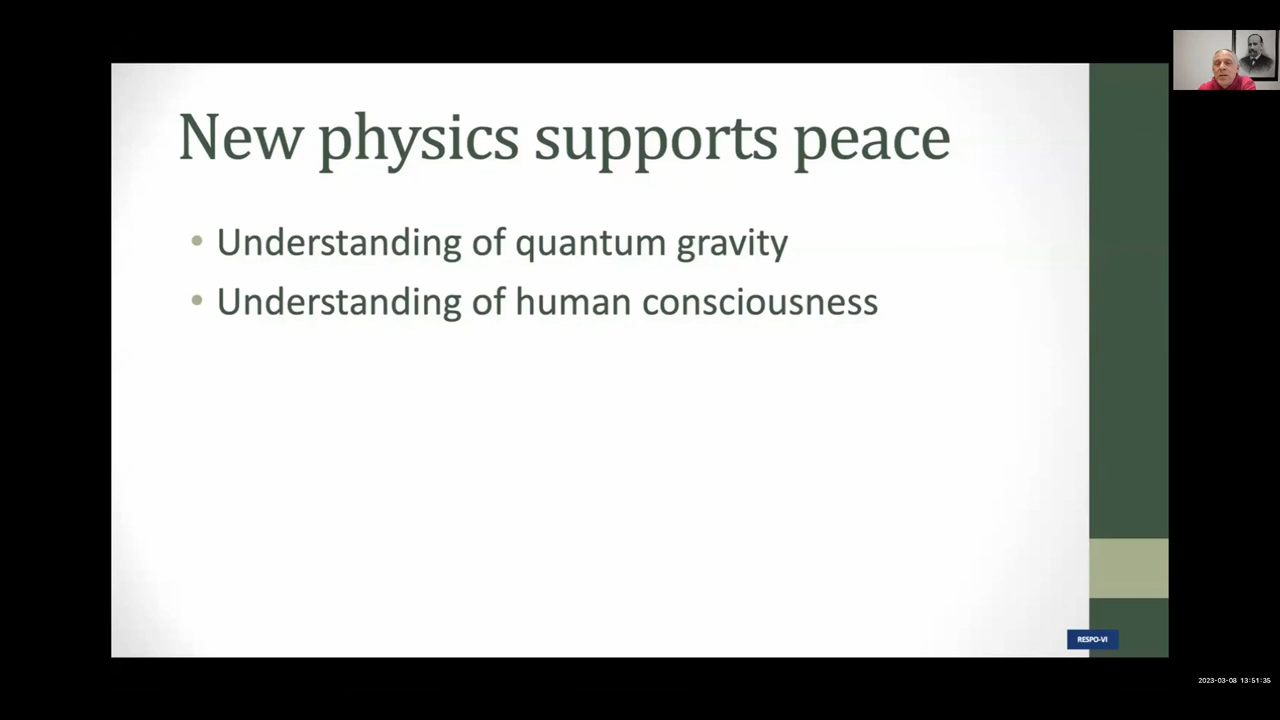 New physics supports peace
• Understanding of quantum gravity
• Understanding of human consciousness
RESPO-VI
2023-03-08 13:51:35